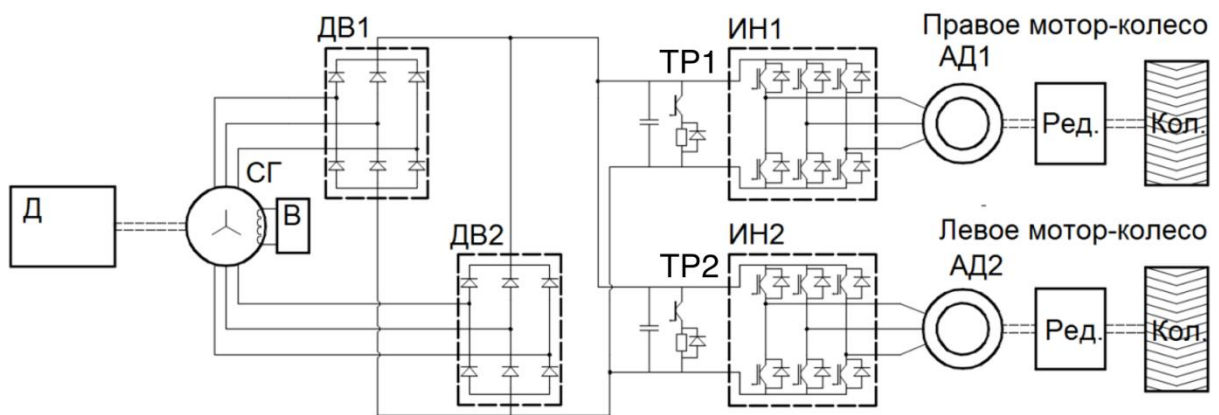 ДВ1
ТР1
ИН1
Правое мотор-колесо
АД1
Ред.
Кол.
Д
СГ
В
ДВ2
ТР2
ИН2
Левое мотор-колесо
АД2
Ред.
Кол.